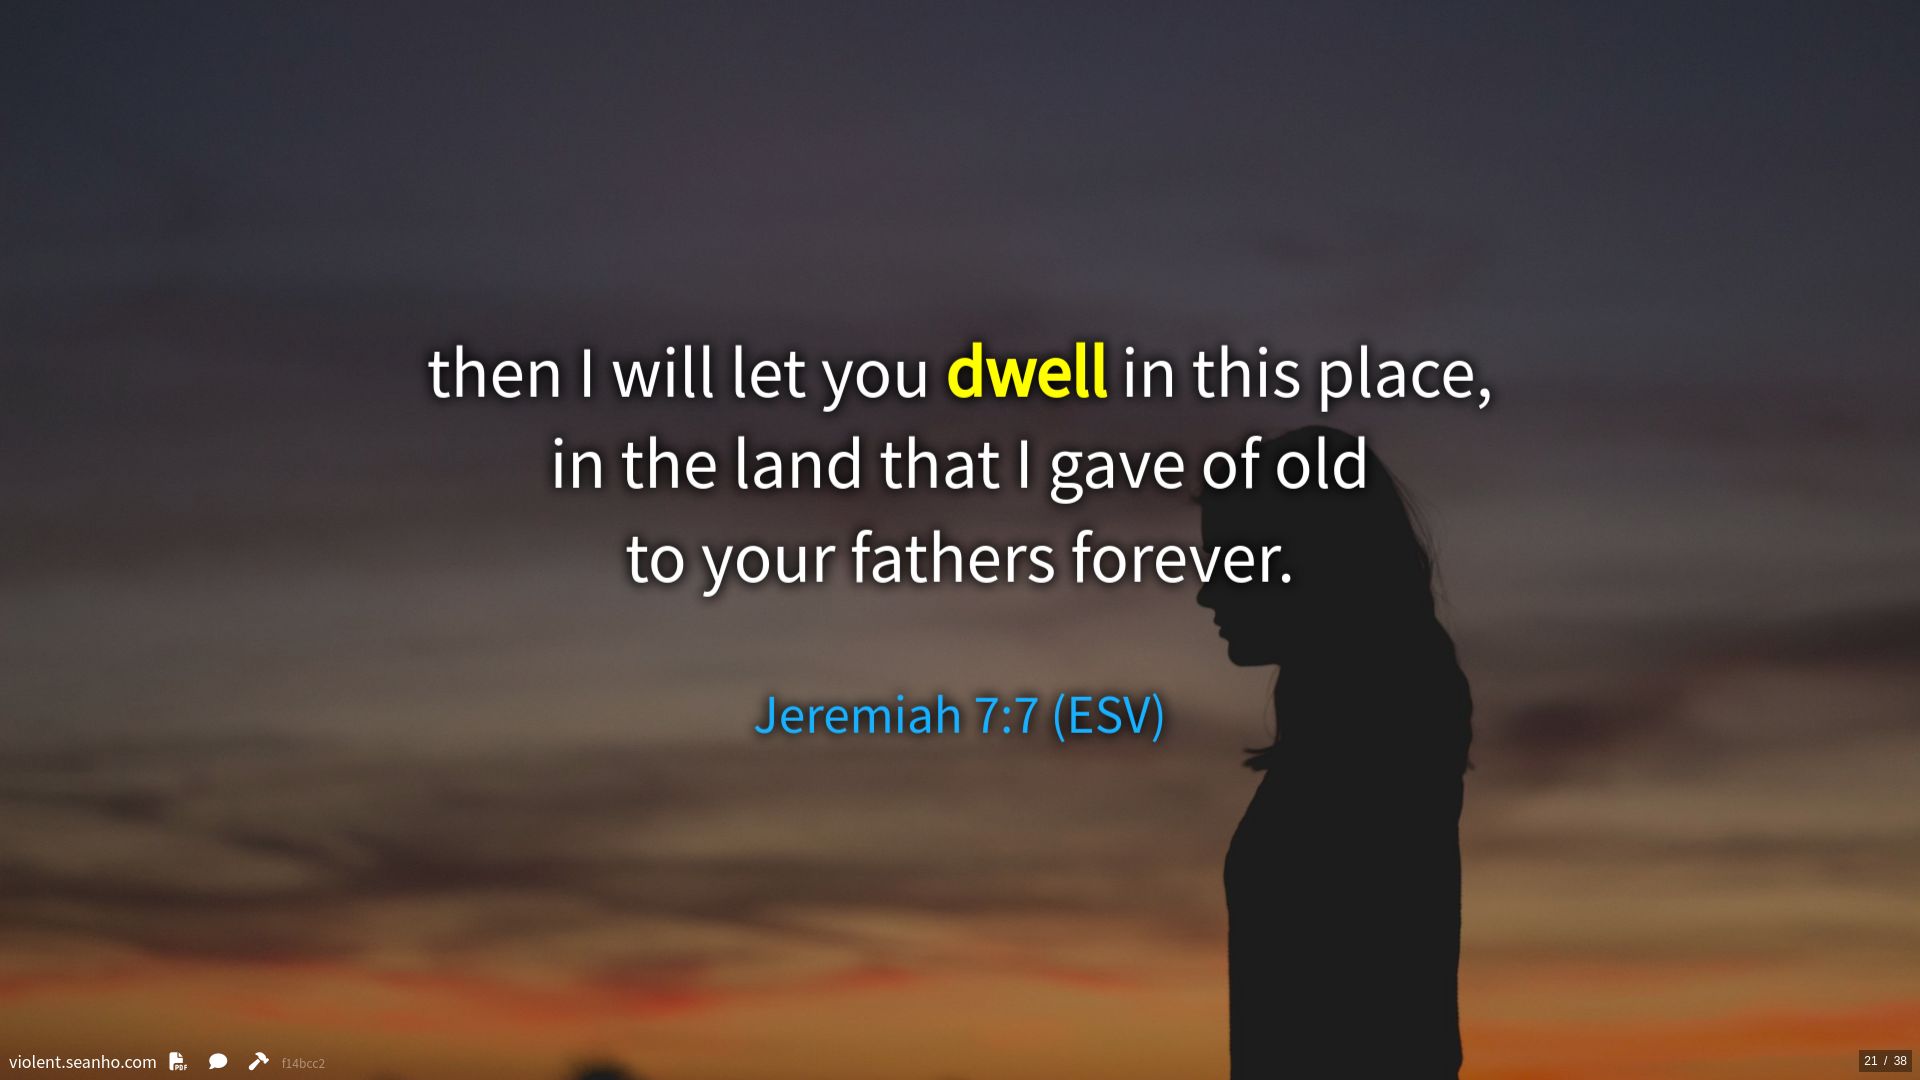 then I will let you dwell in this place,
in the land that I gave of old
to your fathers forever.
Jeremiah 7:7 (ESV)
violent.seanho.com PDF f14bcc2
21 / 38